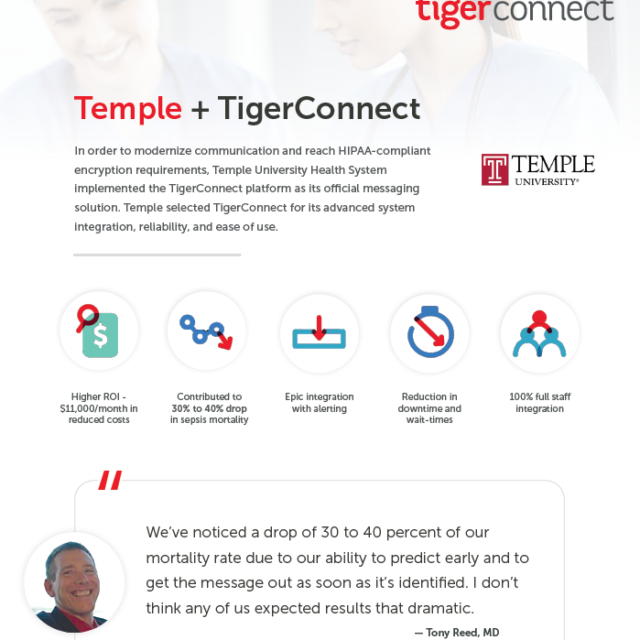 tigerconnect
Temple + TigerConnect
In order to modernize communication and reach HIPAA-compliant
encryption requirements, Temple University Health System
implemented the TigerConnect platform as its official messaging
solution. Temple selected TigerConnect for its advanced system
integration, reliability, and ease of use.
T TEMPLE
UNIVERSITY®
$
Higher ROI -
$11,000/month in
reduced costs
Contributed to
30% to 40% drop
in sepsis mortality
Epic integration
with alerting
Reduction in
downtime and
wait-times
100% full staff
integration
We’ve noticed a drop of 30 to 40 percent of our
mortality rate due to our ability to predict early and to
get the message out as soon as it’s identified. I don’t
think any of us expected results that dramatic.
— Tony Reed, MD